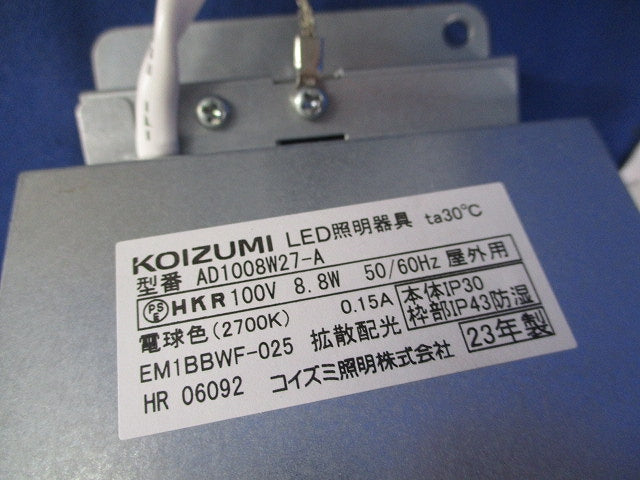 KOIZUMI LED照明器具 ta30℃
型番 AD1008W27-A
PS E HKR 100V 8.8W 50/60Hz 屋外用
電球色(2700K) 0.15A 本体IP30
EM1BBWF-025 拡散配光 枠部IP43防湿
HR 06092 コイズミ照明株式会社 23年製